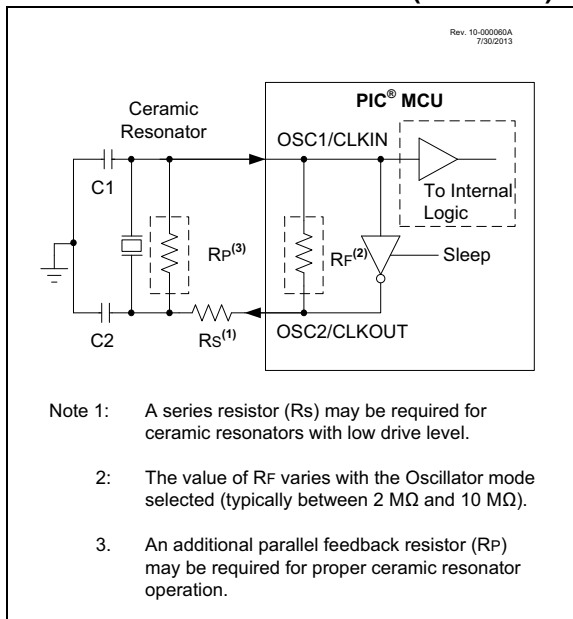 Rev. 10-000060A
7/30/2013
PIC® MCU
Ceramic
Resonator
OSC1/CLKIN
C1
To Internal
Logic
RP(3)
RF(2)
Sleep
C2
RS(1)
OSC2/CLKOUT
Note 1: A series resistor (Rs) may be required for
ceramic resonators with low drive level.
2: The value of RF varies with the Oscillator mode
selected (typically between 2 MΩ and 10 MΩ).
3. An additional parallel feedback resistor (RP)
may be required for proper ceramic resonator
operation.